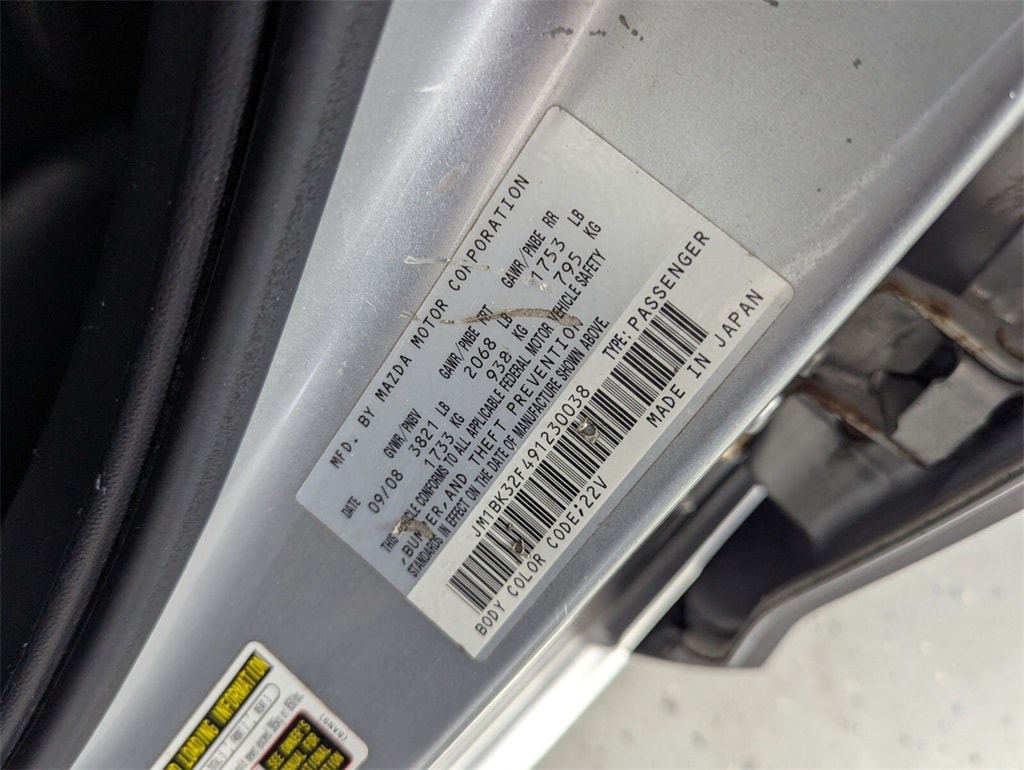 MFD. BY MAZDA MOTOR CORPORATION
DATE GWR/PNBV GAWR/PNBE FRT GAWR/PNBE RR
09/08 3821 LB 2068 LB 1753 LB
1733 KG 938 KG 795 KG
THIS VEHICLE CONFORMS TO ALL APPLICABLE FEDERAL MOTOR VEHICLE SAFETY
,BUMPER,AND THEFT PREVENTION
STANDARDS IN EFFECT ON THE DATE OF MANUFACTURE SHOWN ABOVE
JM1BK32F491230038 TYPE:PASSENGER
BODY COLOR CODE;22V MADE IN JAPAN
LOADING INFORMATION
SEE OWNER'S